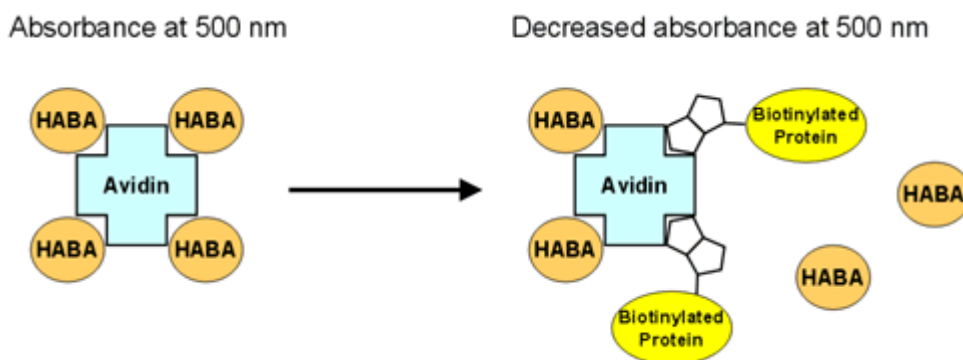 Absorbance at 500 nm
Decreased absorbance at 500 nm
HABA
HABA
Avidin
HABA
HABA
HABA
Biotinylated
Protein
Avidin
HABA
HABA
HABA
Biotinylated
Protein